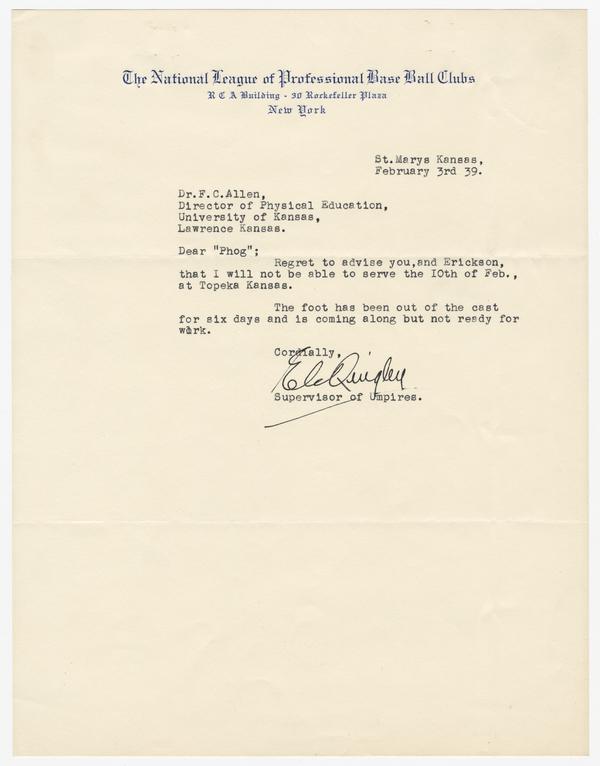 The National League of Professional Base Ball Clubs
R C A Building - 30 Rockefeller Plaza
New York
St.Marys Kansas,
February 3rd 39.
Dr.F.C.Allen,
Director of Physical Education,
University of Kansas,
Lawrence Kansas.
Dear "Phog";
Regret to advise you,and Erickson,
that I will not be able to serve the IOth of Feb.,
at Topeka Kansas.
The foot has been out of the cast
for six days and is coming along but not ready for
work.
Cordially,
Quigley
Supervisor of Umpires.